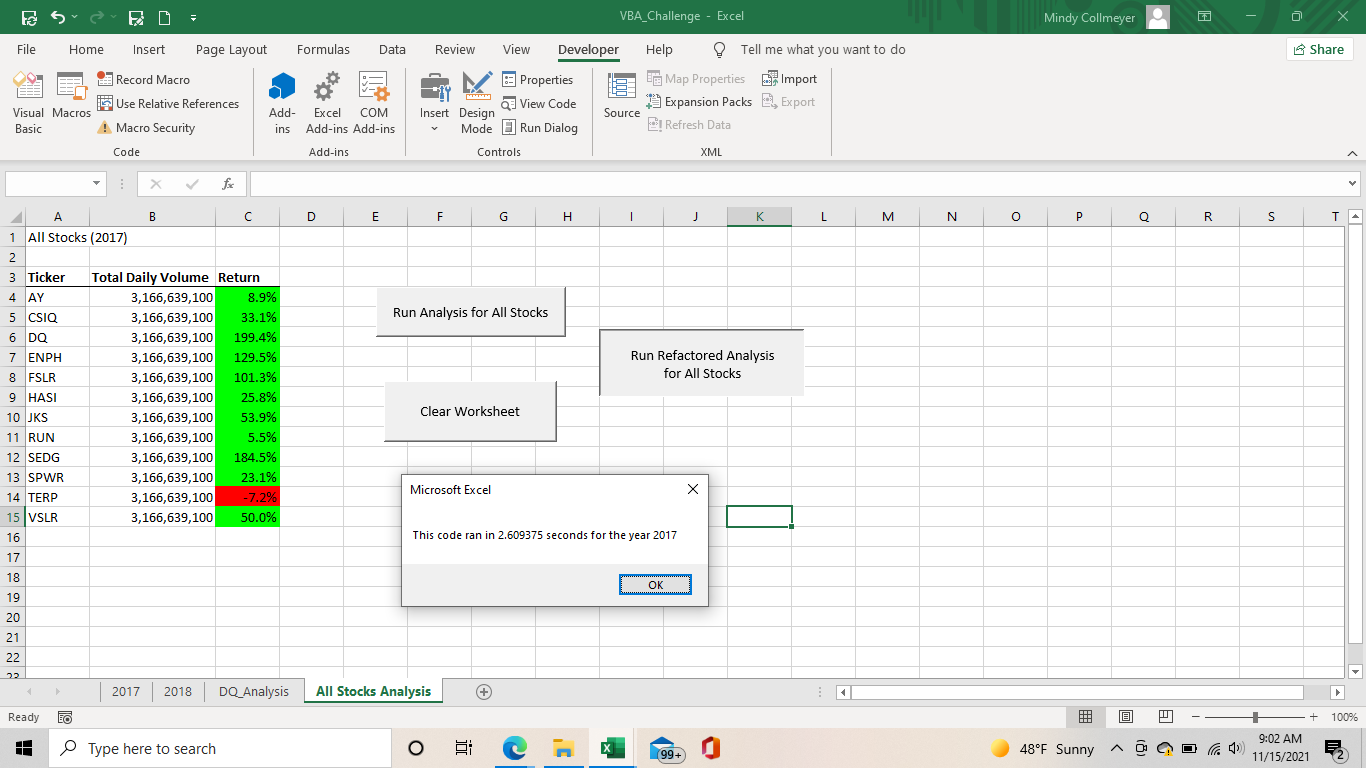 VBA_Challenge - Excel
Mindy Collmeyer
File Home Insert Page Layout Formulas Data Review View Developer Help Tell me what you want to do Share
Visual Basic
Macros
Record Macro
Use Relative References
Macro Security
Code
Add-ins
Excel Add-ins
COM Add-ins
Add-ins
Insert
Design Mode
Properties
View Code
Run Dialog
Controls
Source
Map Properties
Expansion Packs
Refresh Data
Import
Export
XML
fx
A B C D E F G H I J K L M N O P Q R S T
1 All Stocks (2017)
2
3 Ticker Total Daily Volume Return
4 AY 3,166,639,100 8.9%
5 CSIQ 3,166,639,100 33.1%
6 DQ 3,166,639,100 199.4%
7 ENPH 3,166,639,100 129.5%
8 FSLR 3,166,639,100 101.3%
9 HASI 3,166,639,100 25.8%
10 JKS 3,166,639,100 53.9%
11 RUN 3,166,639,100 5.5%
12 SEDG 3,166,639,100 184.5%
13 SPWR 3,166,639,100 23.1%
14 TERP 3,166,639,100 -7.2%
15 VSLR 3,166,639,100 50.0%
16
17
18
19
20
21
22
23
Run Analysis for All Stocks
Run Refactored Analysis
for All Stocks
Clear Worksheet
Microsoft Excel
This code ran in 2.609375 seconds for the year 2017
OK
2017 2018 DQ_Analysis All Stocks Analysis
Ready
100%
Type here to search
99+
48°F Sunny
9:02 AM
11/15/2021
2